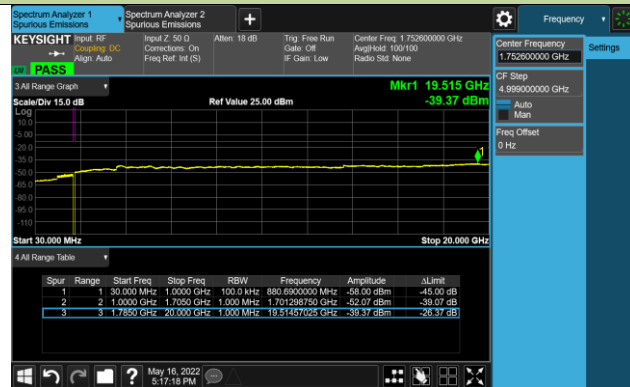 Spectrum Analyzer 1
Spurious Emissions
Spectrum Analyzer 2
Spurious Emissions
+
Frequency
KEYSIGHT
Input: RF
Coupling: DC
Align: Auto
Input Z: 50 Ω
Corrections: On
Freq Ref: Int (S)
Atten: 18 dB
Trig: Free Run
Gate: Off
IF Gain: Low
Center Freq: 1.752600000 GHz
Avg|Hold: 100/100
Radio Std: None
PASS
Center Frequency
1.752600000 GHz
Settings
CF Step
4.999000000 GHz
Auto
Man
Freq Offset
0 Hz
3 All Range Graph
Mkr1 19.515 GHz
Scale/Div 15.0 dB
Ref Value 25.00 dBm
-39.37 dBm
Log
10.0
-5.00
-20.0
-35.0
-50.0
-65.0
-80.0
-95.0
-110
1
Start 30.000 MHz
Stop 20.000 GHz
4 All Range Table
Spur Range Start Freq Stop Freq RBW Frequency Amplitude ΔLimit
1 1 30.000 MHz 1.0000 GHz 100.0 kHz 880.6900000 MHz -58.00 dBm -45.00 dB
2 2 1.0000 GHz 1.7050 GHz 1.000 MHz 1.701298750 GHz -52.07 dBm -39.07 dB
3 3 1.7850 GHz 20.000 GHz 1.000 MHz 19.51457025 GHz -39.37 dBm -26.37 dB
?
May 16, 2022
5:17:18 PM